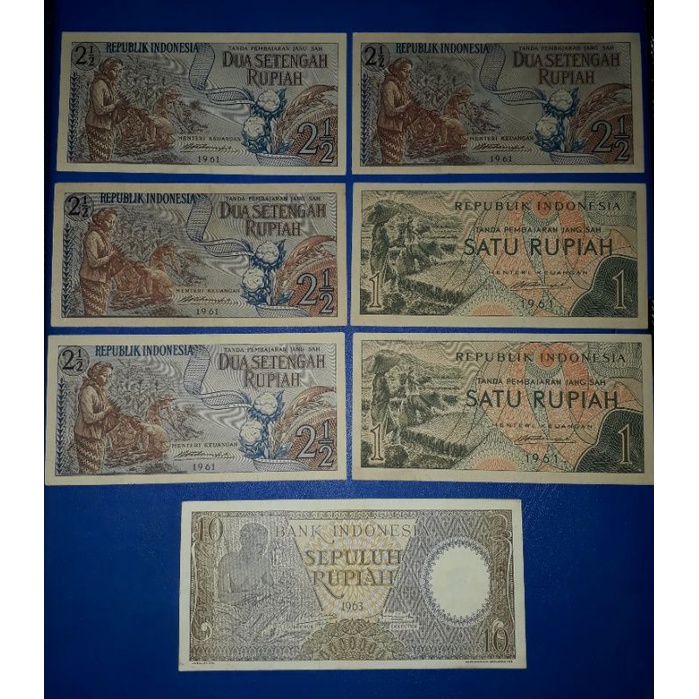 2½
REPUBLIK INDONESIA
TANDA PEMBAJARAN JANG SAH
DUA SETENGAH
RUPIAH
MENTERI KEUANGAN
1961
2½
2½
REPUBLIK INDONESIA
TANDA PEMBAJARAN JANG SAH
DUA SETENGAH
RUPIAH
MENTERI KEUANGAN
1961
2½
2½
REPUBLIK INDONESIA
TANDA PEMBAJARAN JANG SAH
DUA SETENGAH
RUPIAH
MENTERI KEUANGAN
1961
2½
REPUBLIK INDONESIA
TANDA PEMBAJARAN JANG SAH
SATU RUPIAH
MENTERI KEUANGAN
1
1961
1
2½
REPUBLIK INDONESIA
TANDA PEMBAJARAN JANG SAH
DUA SETENGAH
RUPIAH
MENTERI KEUANGAN
1961
2½
REPUBLIK INDONESIA
TANDA PEMBAJARAN JANG SAH
SATU RUPIAH
MENTERI KEUANGAN
1
1961
1
10
BANK INDONESIA
SEPULUH
RUPIAH
1963
10